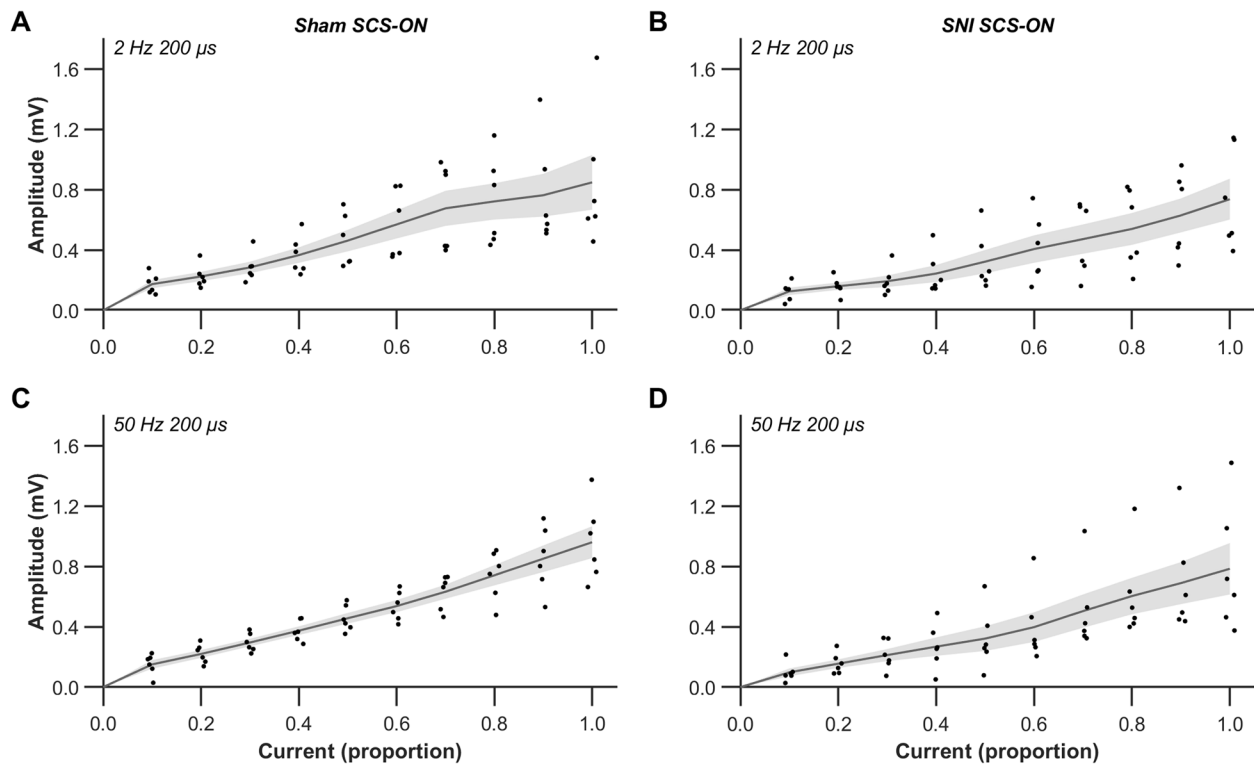 A
Sham SCS-ON
B
SNI SCS-ON
2 Hz 200 µs
2 Hz 200 µs
Amplitude (mV)
1.6
1.2
0.8
0.4
0.0
0.0 0.2 0.4 0.6 0.8 1.0
1.6
1.2
0.8
0.4
0.0
0.0 0.2 0.4 0.6 0.8 1.0
C
D
50 Hz 200 µs
50 Hz 200 µs
Amplitude (mV)
1.6
1.2
0.8
0.4
0.0
0.0 0.2 0.4 0.6 0.8 1.0
Current (proportion)
1.6
1.2
0.8
0.4
0.0
0.0 0.2 0.4 0.6 0.8 1.0
Current (proportion)